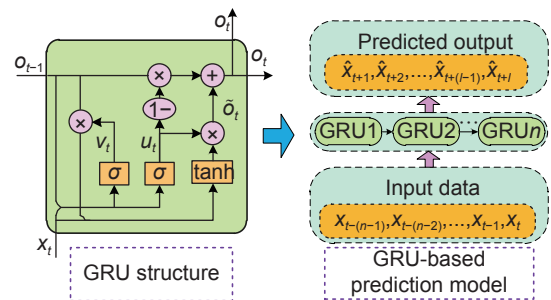 o_t
o_{t-1}
o_t
×
+
1−
õ_t
×
v_t
u_t
×
σ
σ
tanh
x_t
GRU structure
Predicted output
x̂_{t+1},x̂_{t+2},...,x̂_{t+(l-1)},x̂_{t+l}
GRU1
GRU2
...
GRUn
Input data
x_{t-(n-1)},x_{t-(n-2)},...,x_{t-1},x_t
GRU-based
prediction model